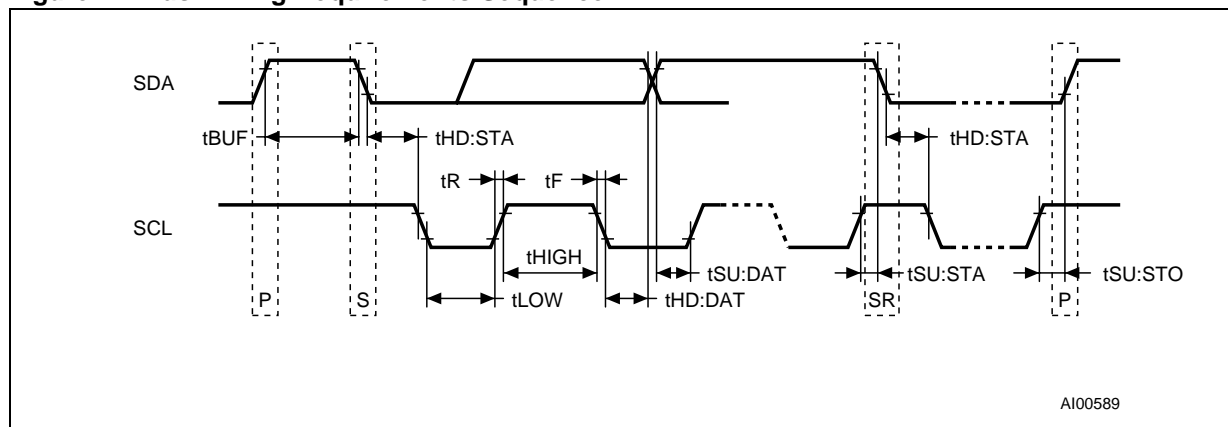 SDA
tBUF tHD:STA tHD:STA
tR tF
SCL
tHIGH tSU:DAT tSU:STA tSU:STO
P S tLOW tHD:DAT SR P
AI00589